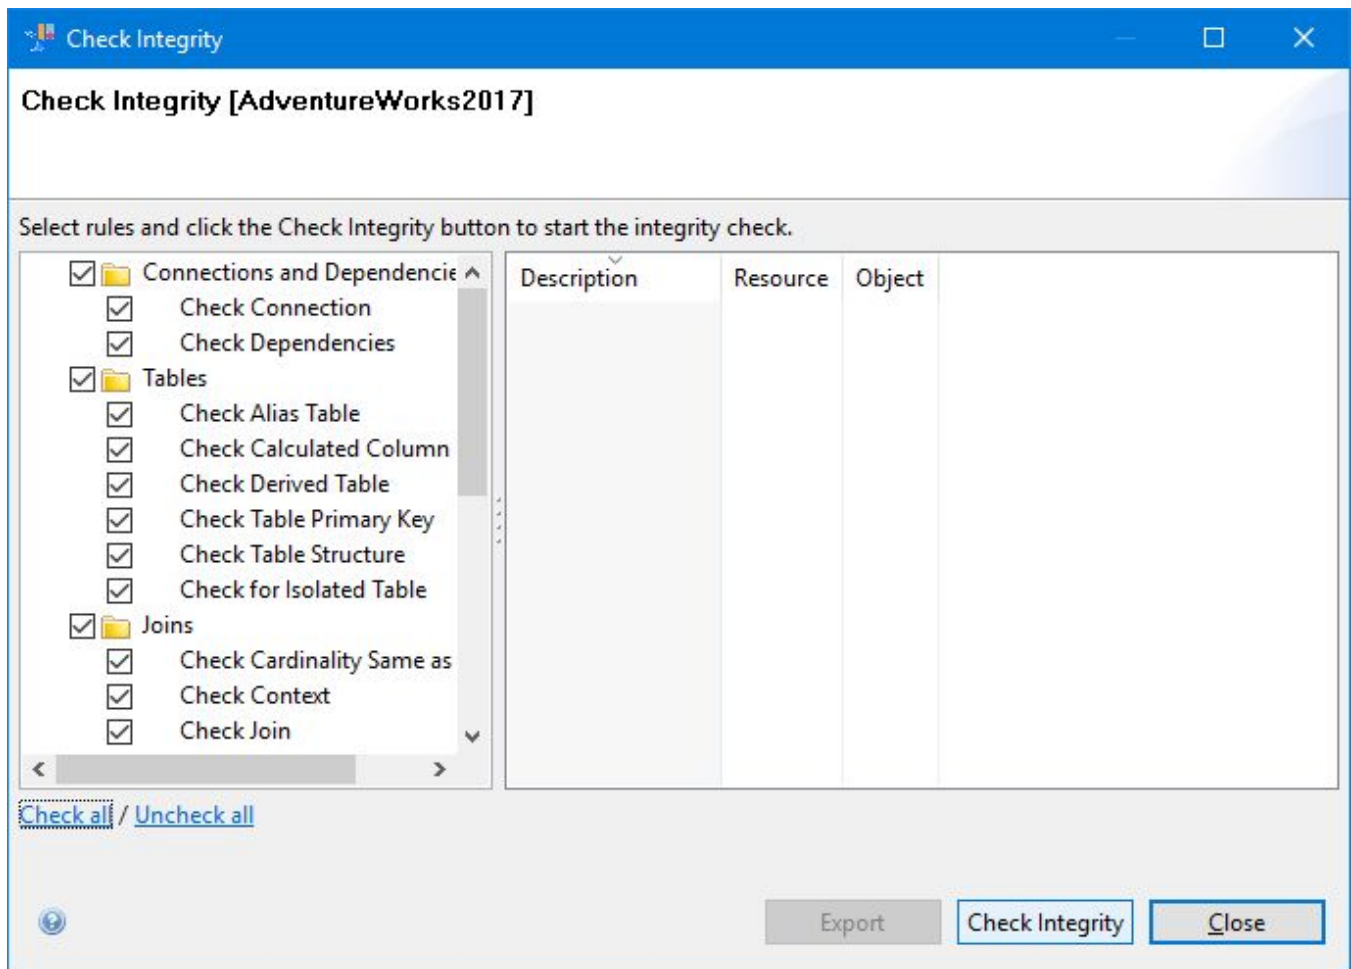 Check Integrity
Check Integrity [AdventureWorks2017]
Select rules and click the Check Integrity button to start the integrity check.
Connections and Dependencie
Check Connection
Check Dependencies
Tables
Check Alias Table
Check Calculated Column
Check Derived Table
Check Table Primary Key
Check Table Structure
Check for Isolated Table
Joins
Check Cardinality Same as
Check Context
Check Join
Description Resource Object
Check all / Uncheck all
Export Check Integrity Close